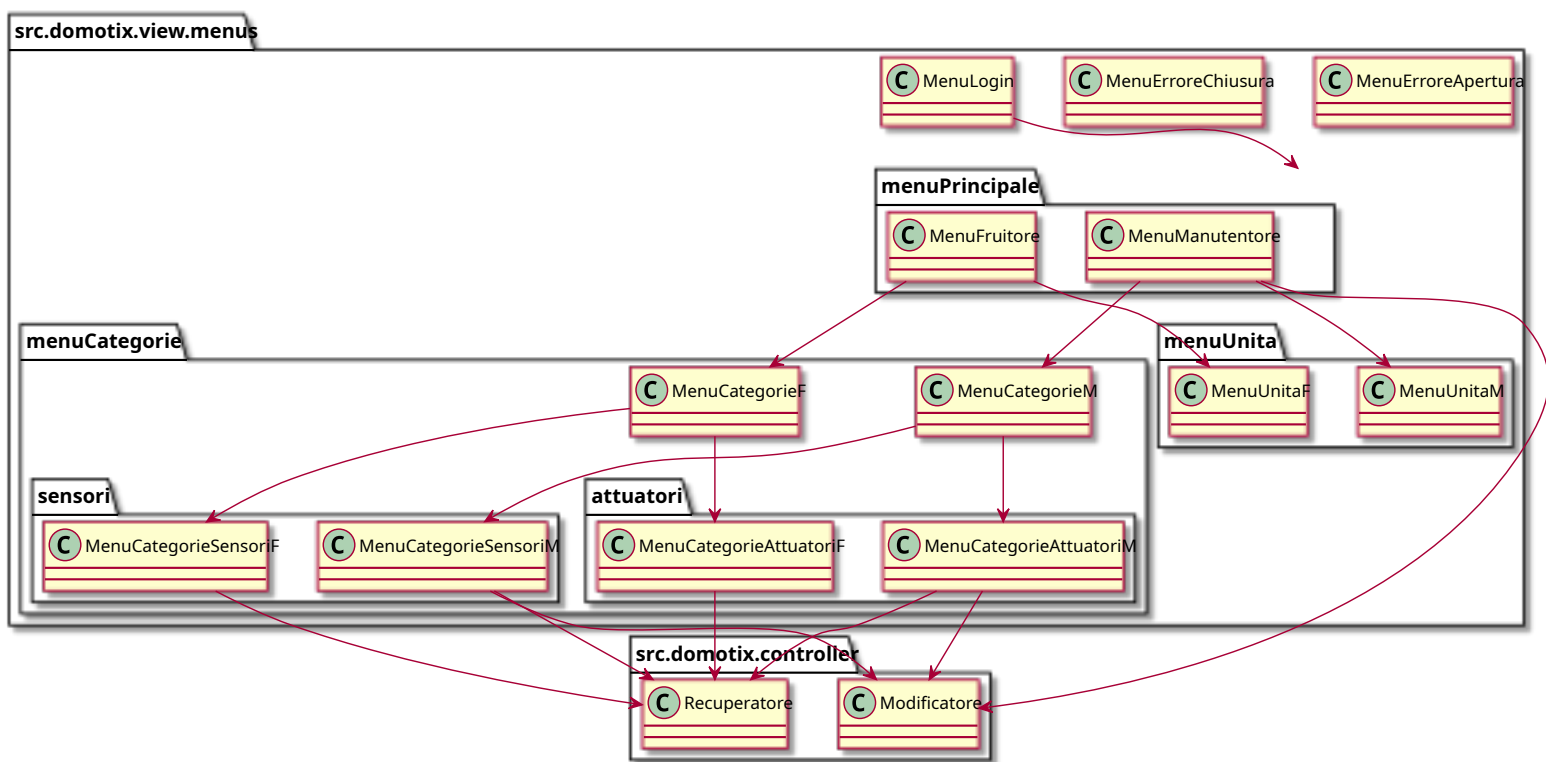 src.domotix.view.menus
C MenuLogin
C MenuErroreChiusura
C MenuErroreApertura
menuPrincipale
C MenuFruitore
C MenuManutentore
menuCategorie
menuUnita
C MenuCategorieF
C MenuCategorieM
C MenuUnitaF
C MenuUnitaM
sensori
attuatori
C MenuCategorieSensoriF
C MenuCategorieSensoriM
C MenuCategorieAttuatoriF
C MenuCategorieAttuatoriM
src.domotix.controller
C Recuperatore
C Modificatore